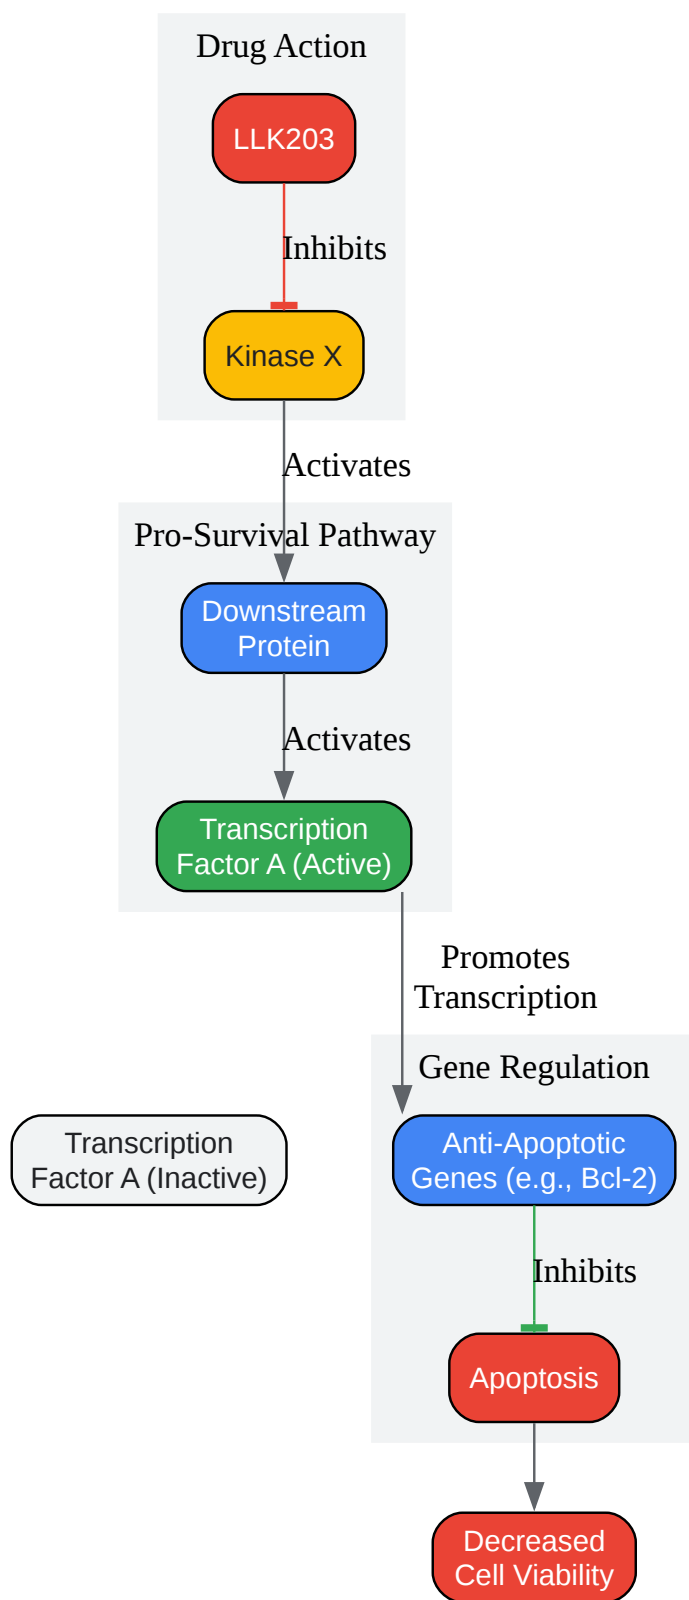 Drug Action
LLK203
Inhibits
Kinase X
Activates
Pro-Survival Pathway
Downstream
Protein
Activates
Transcription
Factor A (Active)
Promotes
Transcription
Gene Regulation
Transcription
Factor A (Inactive)
Anti-Apoptotic
Genes (e.g., Bcl-2)
Inhibits
Apoptosis
Decreased
Cell Viability